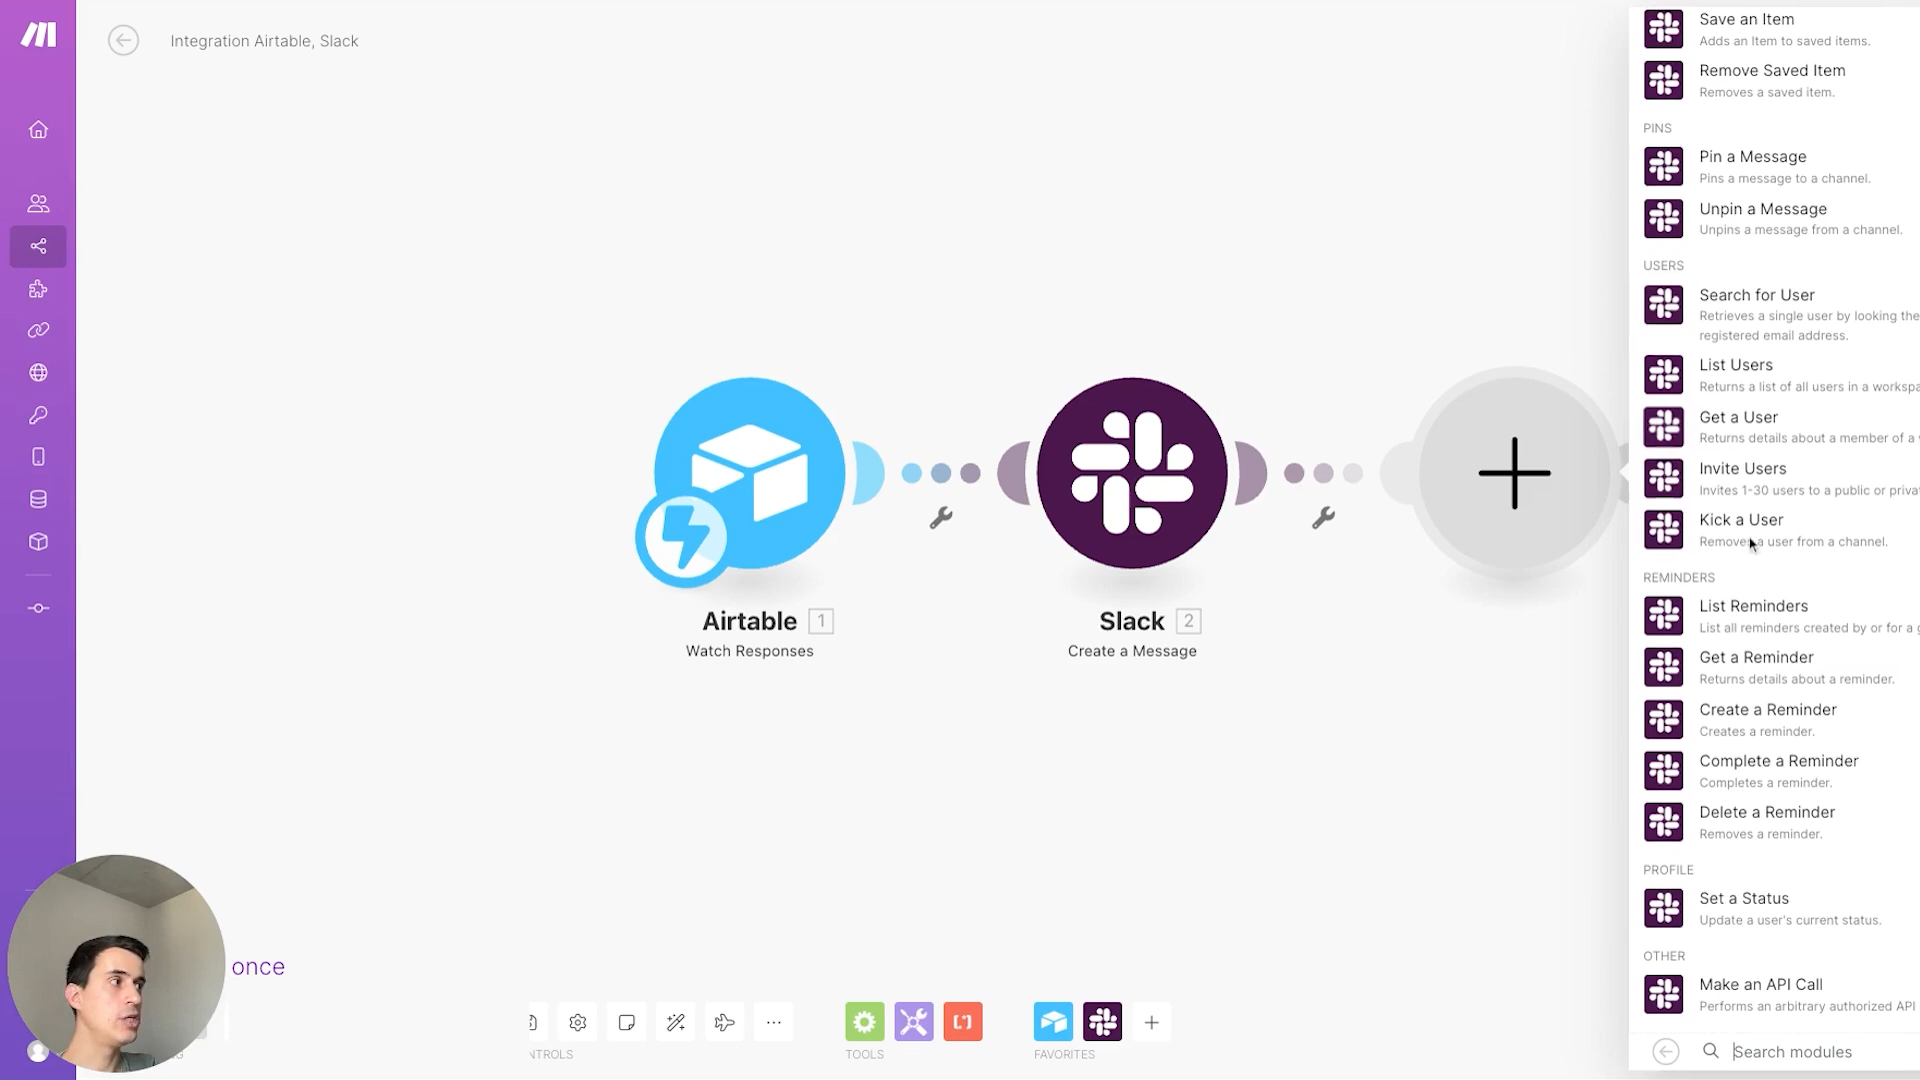 Integration Airtable, Slack
Airtable 1
Watch Responses
Slack 2
Create a Message
once
NTROLS
TOOLS
FAVORITES
Save an Item
Adds an Item to saved items.
Remove Saved Item
Removes a saved item.
PINS
Pin a Message
Pins a message to a channel.
Unpin a Message
Unpins a message from a channel.
USERS
Search for User
Retrieves a single user by looking the
registered email address.
List Users
Returns a list of all users in a workspa
Get a User
Returns details about a member of a
Invite Users
Invites 1-30 users to a public or priva
Kick a User
Removes a user from a channel.
REMINDERS
List Reminders
List all reminders created by or for a
Get a Reminder
Returns details about a reminder.
Create a Reminder
Creates a reminder.
Complete a Reminder
Completes a reminder.
Delete a Reminder
Removes a reminder.
PROFILE
Set a Status
Update a user's current status.
OTHER
Make an API Call
Performs an arbitrary authorized API
Search modules